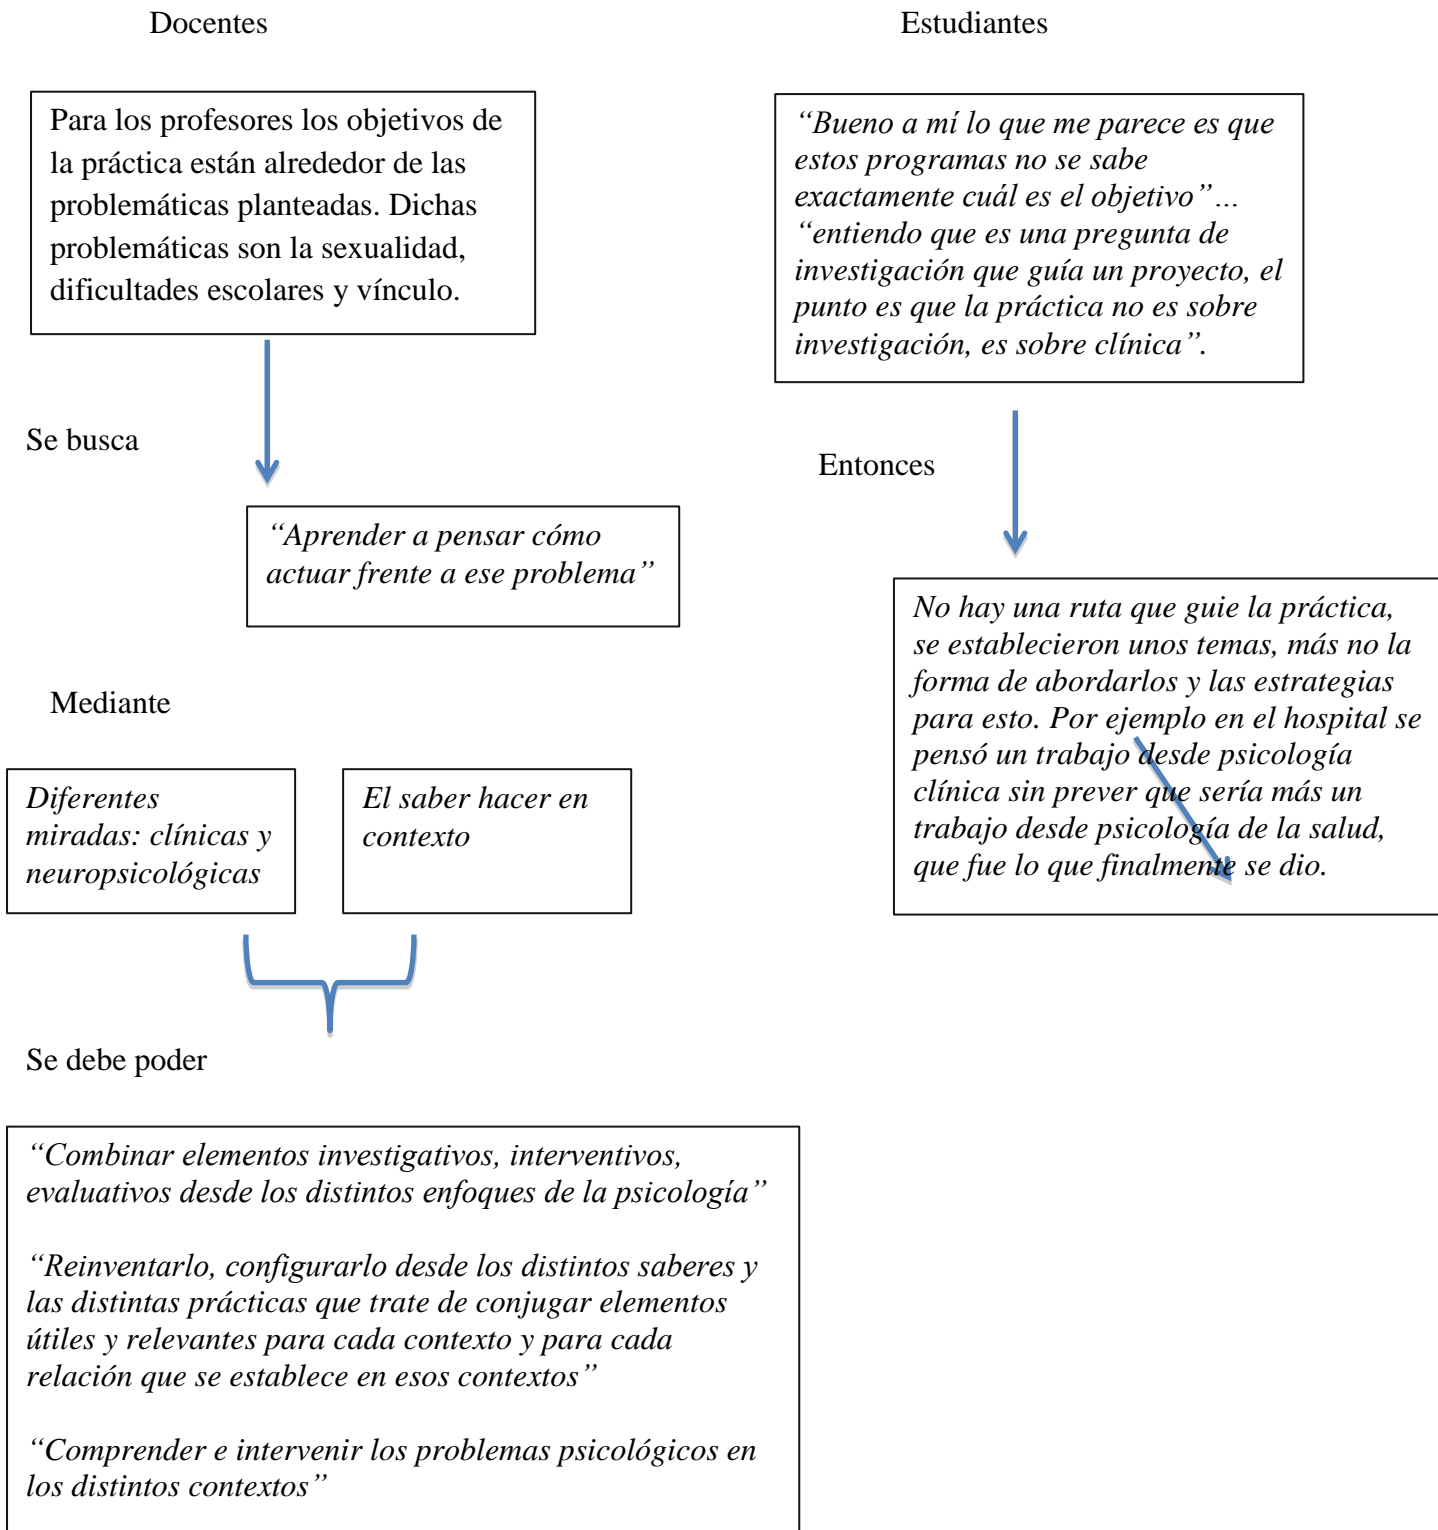 Docentes
Para los profesores los objetivos de
la práctica están alrededor de las
problemáticas planteadas. Dichas
problemáticas son la sexualidad,
dificultades escolares y vínculo.
Se busca
“Aprender a pensar cómo
actuar frente a ese problema”
Mediante
Diferentes
miradas: clínicas y
neuropsicológicas
El saber hacer en
contexto
Se debe poder
“Combinar elementos investigativos, interventivos,
evaluativos desde los distintos enfoques de la psicología”
“Reinventarlo, configurarlo desde los distintos saberes y
las distintas prácticas que trate de conjugar elementos
útiles y relevantes para cada contexto y para cada
relación que se establece en esos contextos”
“Comprender e intervenir los problemas psicológicos en
los distintos contextos”
Estudiantes
“Bueno a mí lo que me parece es que
estos programas no se sabe
exactamente cuál es el objetivo”…
“entiendo que es una pregunta de
investigación que guía un proyecto, el
punto es que la práctica no es sobre
investigación, es sobre clínica”.
Entonces
No hay una ruta que guie la práctica,
se establecieron unos temas, más no la
forma de abordarlos y las estrategias
para esto. Por ejemplo en el hospital se
pensó un trabajo desde psicología
clínica sin prever que sería más un
trabajo desde psicología de la salud,
que fue lo que finalmente se dio.